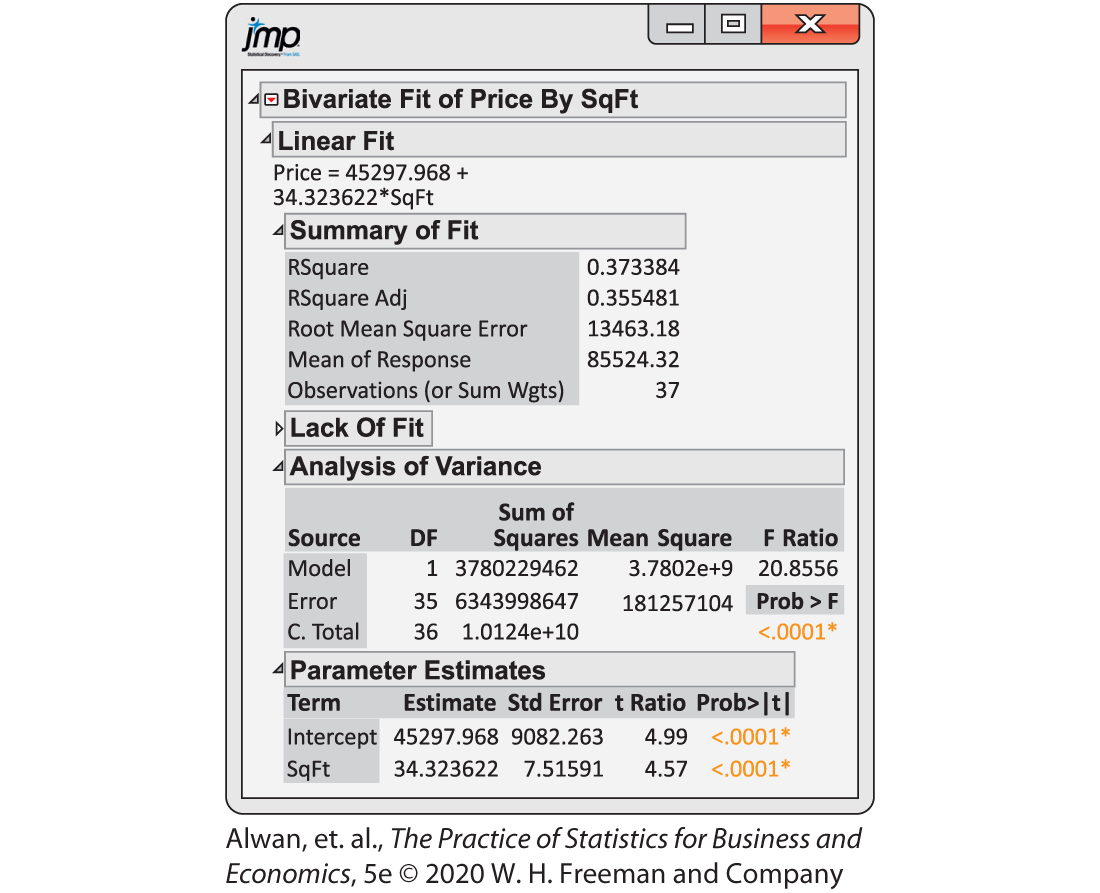 jmp
Statistical Discovery™ From SAS.
Bivariate Fit of Price By SqFt
Linear Fit
Price = 45297.968 +
34.323622*SqFt
Summary of Fit
RSquare 0.373384
RSquare Adj 0.355481
Root Mean Square Error 13463.18
Mean of Response 85524.32
Observations (or Sum Wgts) 37
Lack Of Fit
Analysis of Variance
Sum of
Source DF Squares Mean Square F Ratio
Model 1 3780229462 3.7802e+9 20.8556
Error 35 6343998647 181257104 Prob > F
C. Total 36 1.0124e+10 <.0001*
Parameter Estimates
Term Estimate Std Error t Ratio Prob>|t|
Intercept 45297.968 9082.263 4.99 <.0001*
SqFt 34.323622 7.51591 4.57 <.0001*
Alwan, et. al., The Practice of Statistics for Business and
Economics, 5e © 2020 W. H. Freeman and Company